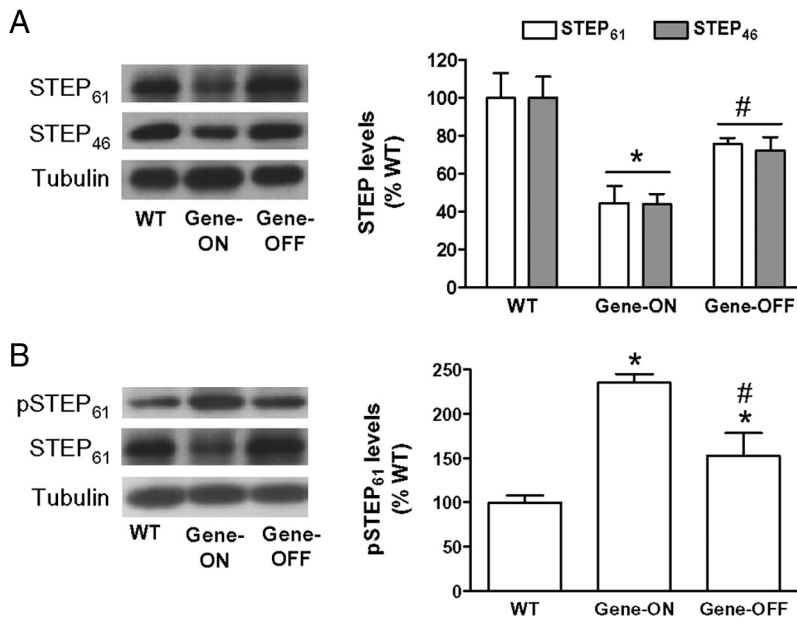 A
STEP61
STEP46
Tubulin
WT Gene-ON Gene-OFF
STEP61 STEP46
STEP levels (% WT)
120
100
80
60
40
20
0
*
#
WT Gene-ON Gene-OFF
B
pSTEP61
STEP61
Tubulin
WT Gene-ON Gene-OFF
pSTEP61 levels (% WT)
250
200
150
100
50
0
*
#
*
WT Gene-ON Gene-OFF